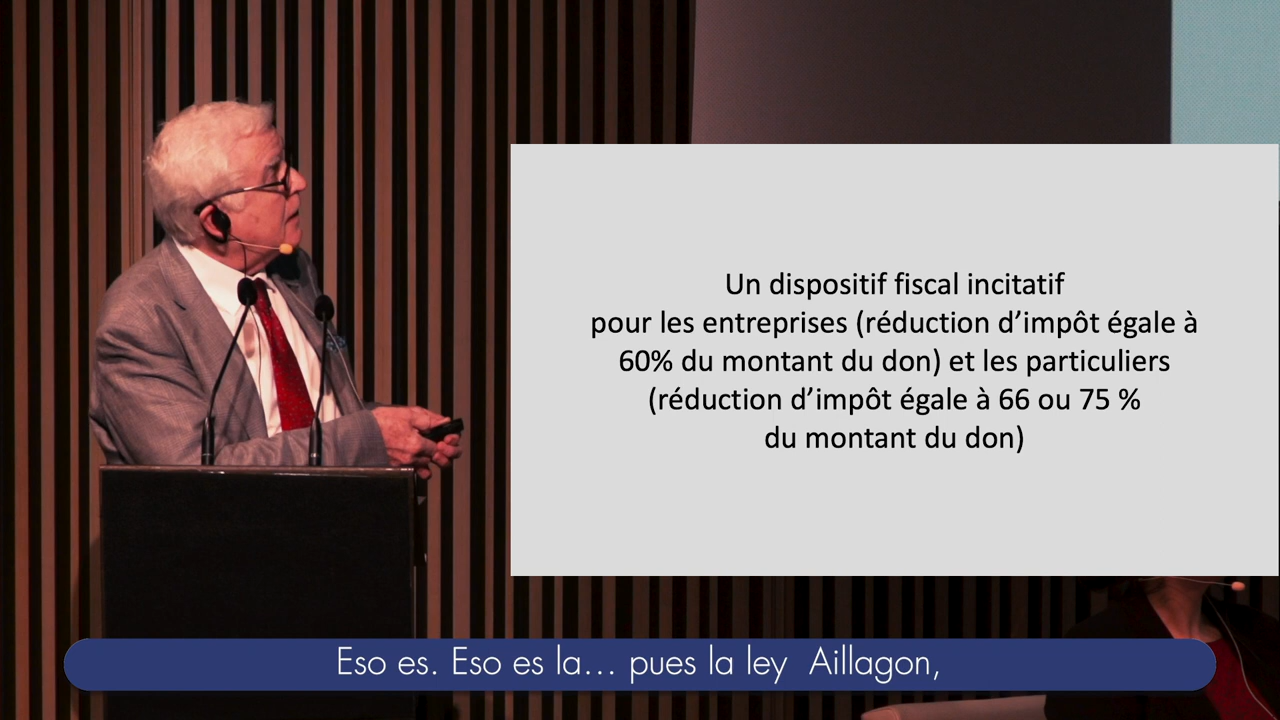 Un dispositif fiscal incitatif
pour les entreprises (réduction d’impôt égale à
60% du montant du don) et les particuliers
(réduction d’impôt égale à 66 ou 75 %
du montant du don)
Eso es. Eso es la... pues la ley  Aillagon,